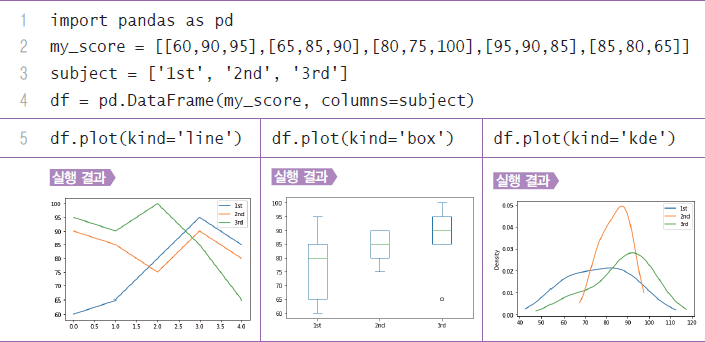 1 import pandas as pd
2 my_score = [[60,90,95],[65,85,90],[80,75,100],[95,90,85],[85,80,65]]
3 subject = ['1st', '2nd', '3rd']
4 df = pd.DataFrame(my_score, columns=subject)
5 df.plot(kind='line') df.plot(kind='box') df.plot(kind='kde')
실행 결과 실행 결과 실행 결과
1st
2nd
3rd
100
95
90
85
80
75
70
65
60
0.0 0.5 1.0 1.5 2.0 2.5 3.0 3.5 4.0
100
95
90
85
80
75
70
65
60
1st 2nd 3rd
1st
2nd
3rd
Density
0.05
0.04
0.03
0.02
0.01
0.00
40 50 60 70 80 90 100 110 120